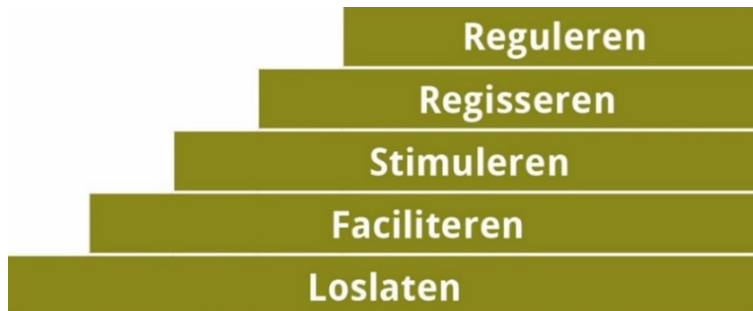 Reguleren
Regisseren
Stimuleren
Faciliteren
Loslaten